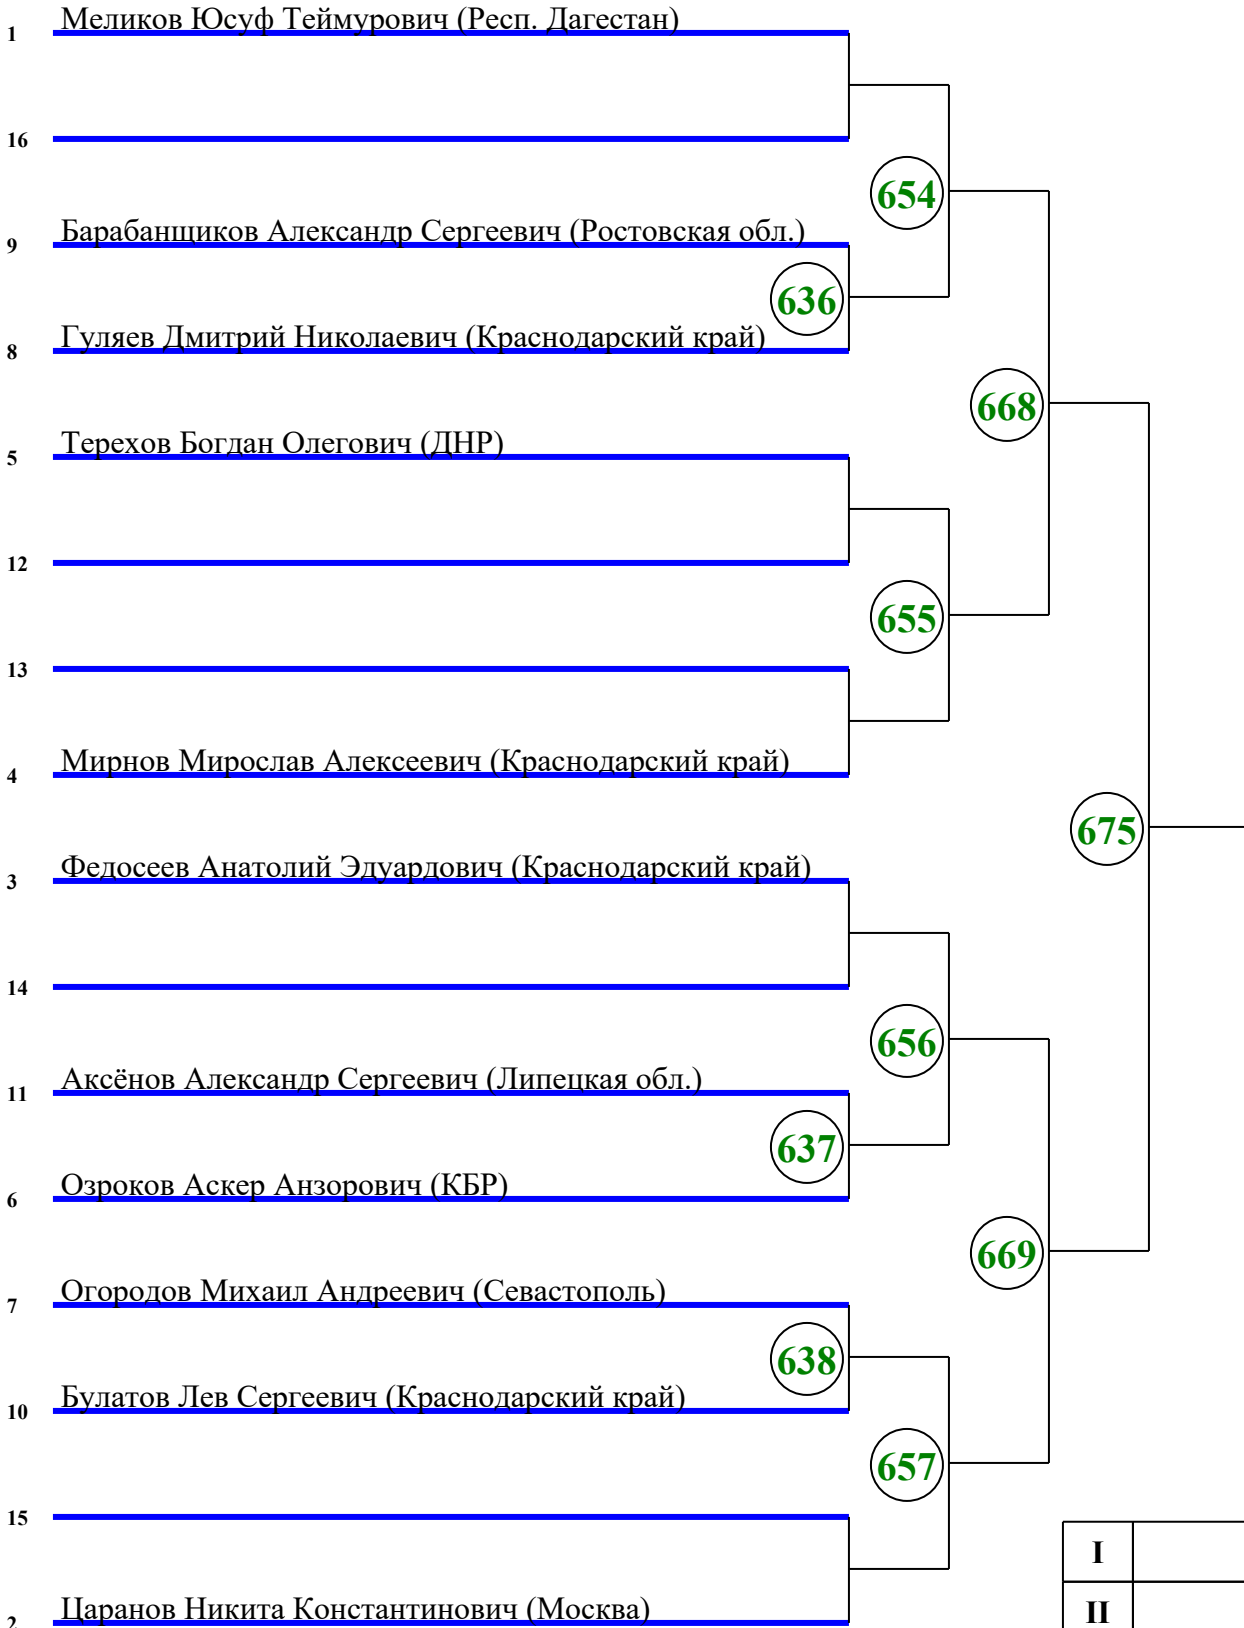 1 Меликов Юсуф Теймурович (Респ. Дагестан)
16
654
9 Барабанщиков Александр Сергеевич (Ростовская обл.)
636
8 Гуляев Дмитрий Николаевич (Краснодарский край)
668
5 Терехов Богдан Олегович (ДНР)
12
655
13
4 Мирнов Мирослав Алексеевич (Краснодарский край)
675
3 Федосеев Анатолий Эдуардович (Краснодарский край)
14
656
11 Аксёнов Александр Сергеевич (Липецкая обл.)
637
6 Озроков Аскер Анзорович (КБР)
669
7 Огородов Михаил Андреевич (Севастополь)
638
10 Булатов Лев Сергеевич (Краснодарский край)
657
15
I
2 Царанов Никита Константинович (Москва)
II